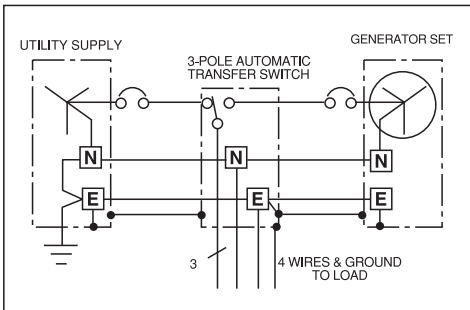 UTILITY SUPPLY
GENERATOR SET
3-POLE AUTOMATIC
TRANSFER SWITCH
N
N
N
E
E
E
3
4 WIRES & GROUND
TO LOAD